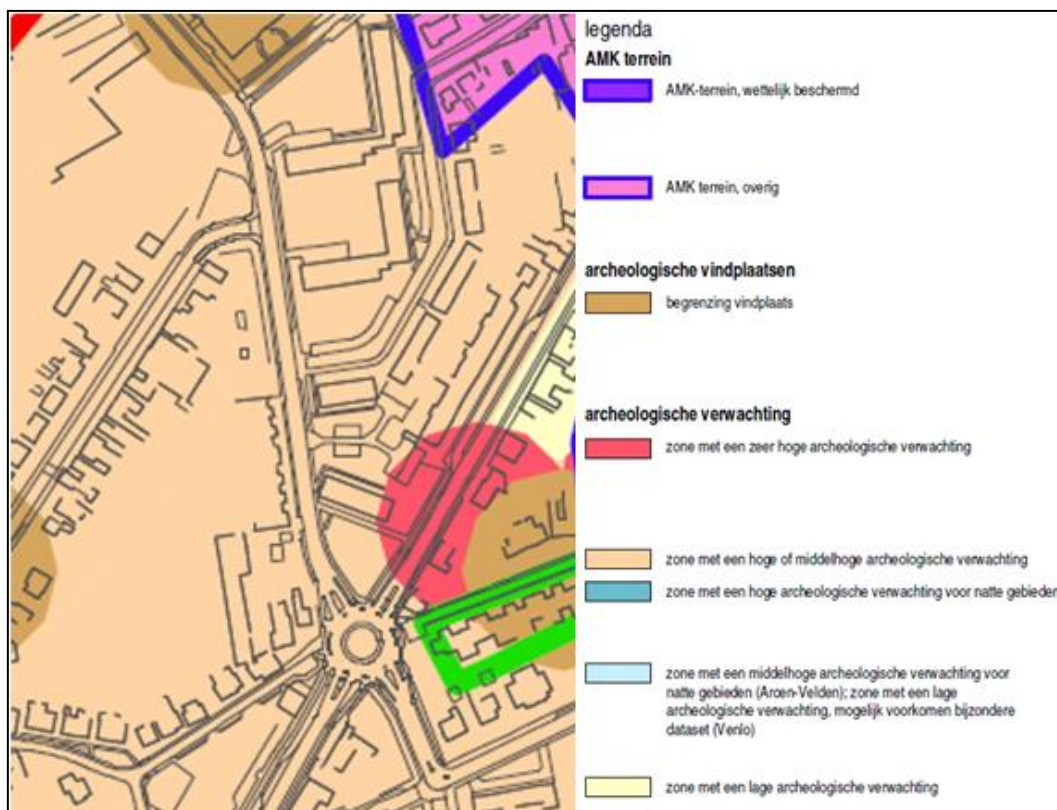 legenda
AMK terrein
AMK-terrein, wettelijk beschermd
AMK terrein, overig
archeologische vindplaatsen
begrenzing vindplaats
archeologische verwachting
zone met een zeer hoge archeologische verwachting
zone met een hoge of middelhoge archeologische verwachting
zone met een hoge archeologische verwachting voor natte gebieden
zone met een middelhoge archeologische verwachting voor
natte gebieden (Arcen-Velden); zone met een lage
archeologische verwachting, mogelijk voorkomen bijzondere
dataset (Venlo)
zone met een lage archeologische verwachting